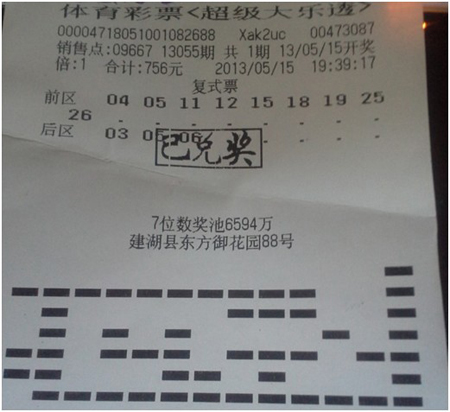 体育彩票<超级大乐透>
000047180510010826​88 Xak2uc 00473087
销售点:09667 13055期 共 1期 13/05/15开奖
倍:1 合计:756元 2013/05/15 19:39:17
复式票
前区 04 05 11 12 15 18 19 25
26 - - - - - - -
后区 03 05 06 - - - -
已兑奖
7位数奖池6594万
建湖县东方御花园88号